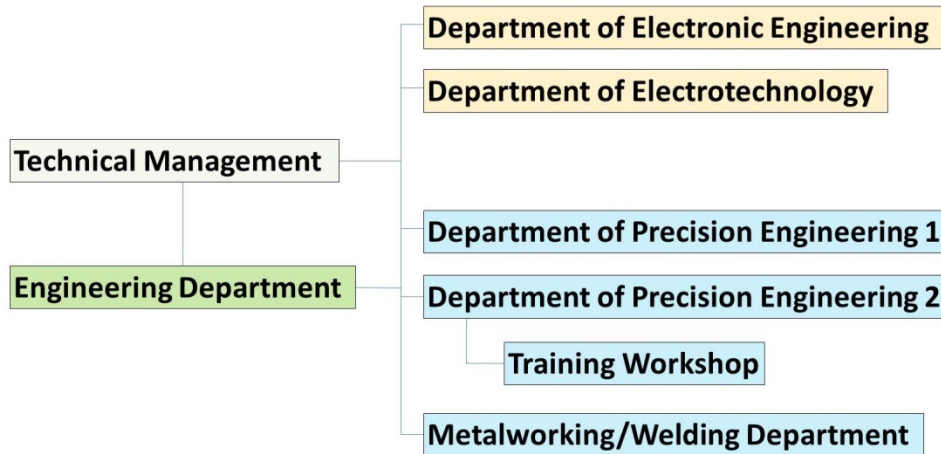 Department of Electronic Engineering
Department of Electrotechnology
Technical Management
Department of Precision Engineering 1
Engineering Department
Department of Precision Engineering 2
Training Workshop
Metalworking/Welding Department